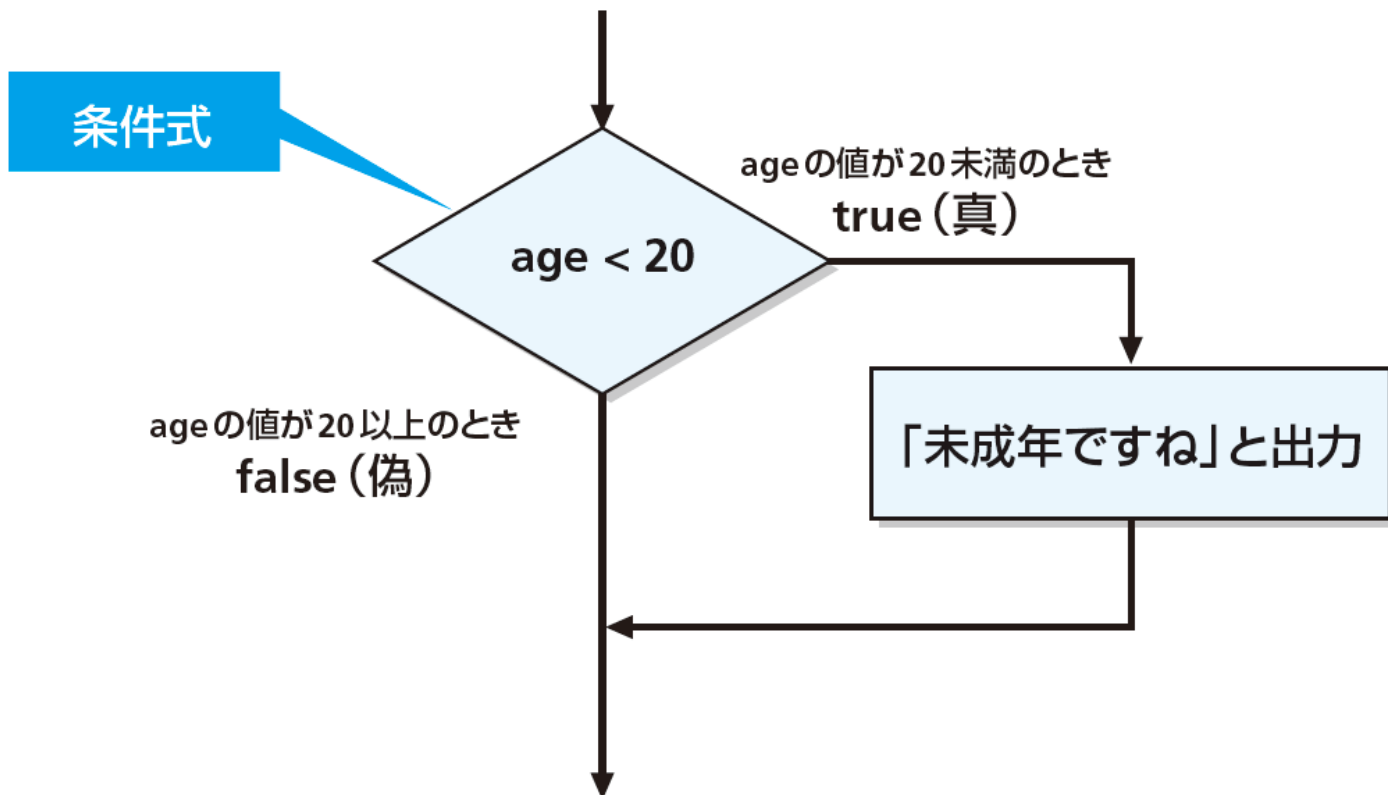 条件式
ageの値が20未満のとき
true（真）
age < 20
ageの値が20以上のとき
false（偽）
「未成年ですね」と出力